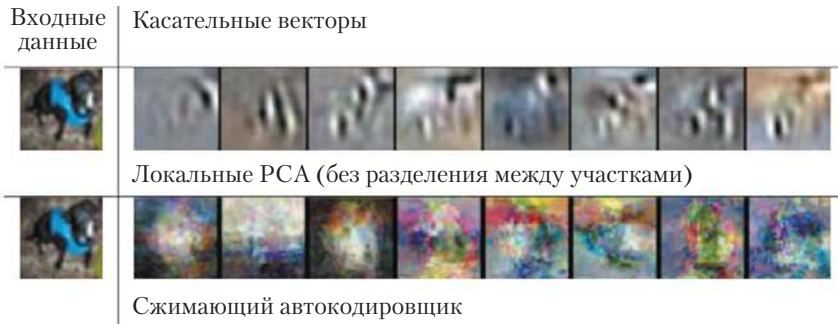 Входные
данные
Касательные векторы
Локальные PCA (без разделения между участками)
Сжимающий автокодировщик